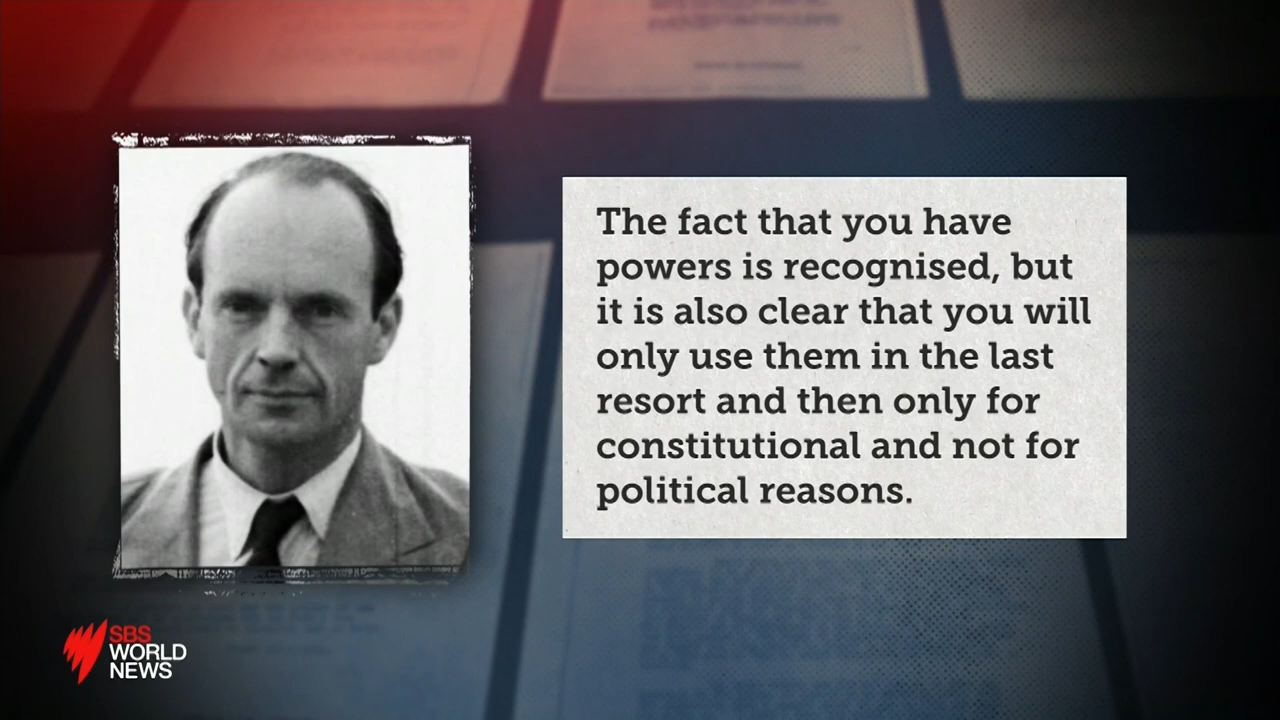 The fact that you have
powers is recognised, but
it is also clear that you will
only use them in the last
resort and then only for
constitutional and not for
political reasons.
SBS
WORLD
NEWS